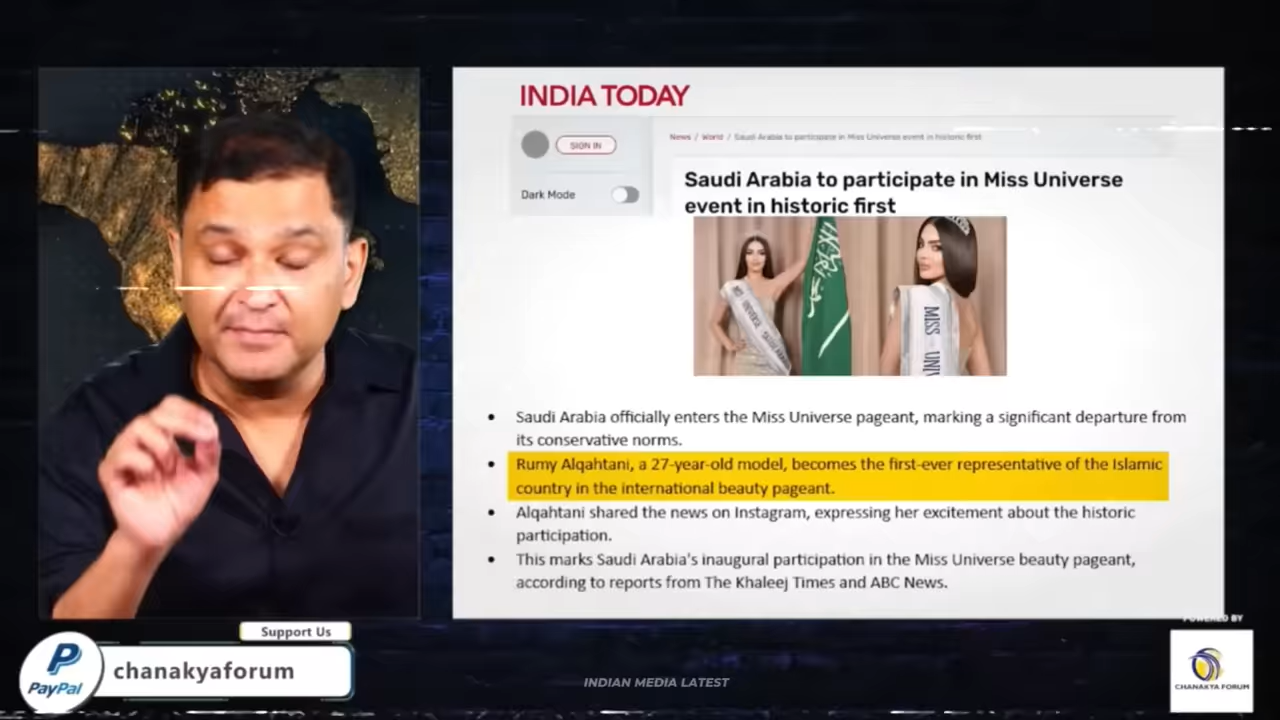 INDIA TODAY
SIGN IN
Dark Mode
News / World / Saudi Arabia to participate in Miss Universe event in historic first
Saudi Arabia to participate in Miss Universe
event in historic first
MISS UNIV
• Saudi Arabia officially enters the Miss Universe pageant, marking a significant departure from
its conservative norms.
• Rumy Alqahtani, a 27-year-old model, becomes the first-ever representative of the Islamic
country in the international beauty pageant.
• Alqahtani shared the news on Instagram, expressing her excitement about the historic
participation.
• This marks Saudi Arabia's inaugural participation in the Miss Universe beauty pageant,
according to reports from The Khaleej Times and ABC News.
Support Us
PayPal
chanakyaforum
INDIAN MEDIA LATEST
POWERED BY
CHANAKYA FORUM